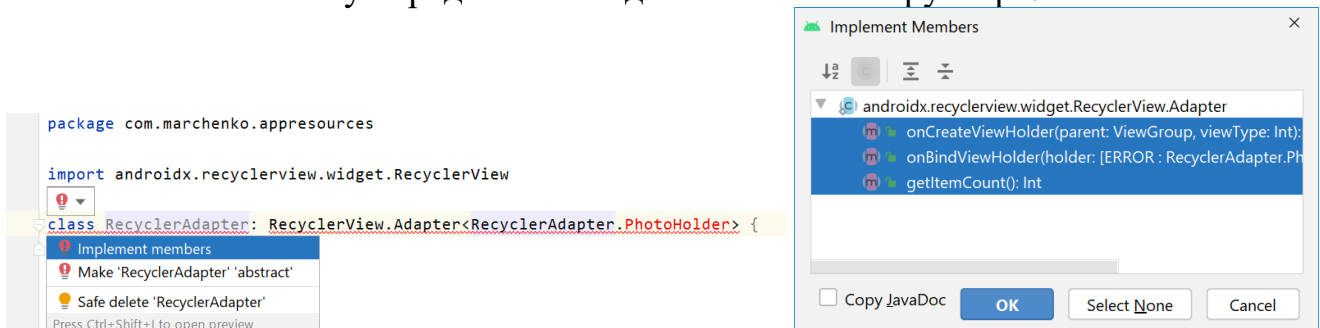 package com.marchenko.appresources
import androidx.recyclerview.widget.RecyclerView
class RecyclerAdapter: RecyclerView.Adapter<RecyclerAdapter.PhotoHolder> {
Implement members
Make 'RecyclerAdapter' 'abstract'
Safe delete 'RecyclerAdapter'
Press Ctrl+Shift+I to open preview
Implement Members
androidx.recyclerview.widget.RecyclerView.Adapter
onCreateViewHolder(parent: ViewGroup, viewType: Int):
onBindViewHolder(holder: [ERROR : RecyclerAdapter.Ph
getItemCount(): Int
Copy JavaDoc
OK
Select None
Cancel